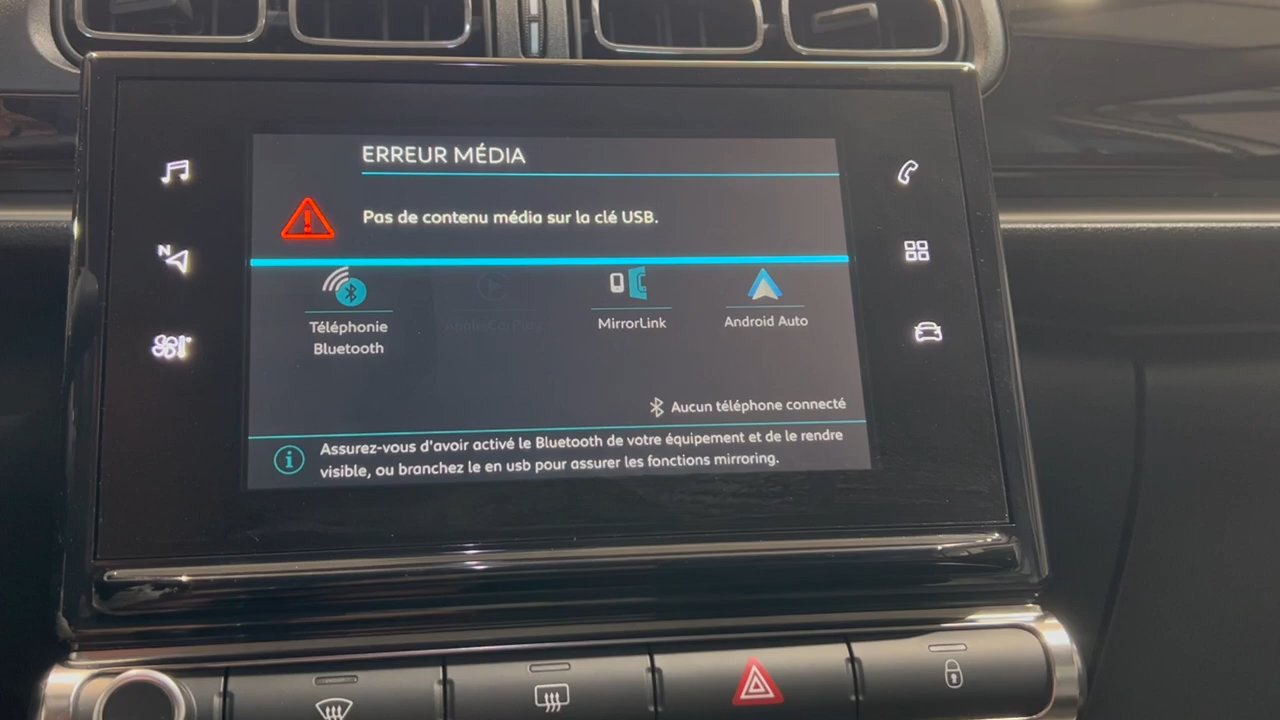 ERREUR MÉDIA
Pas de contenu média sur la clé USB.
N
Téléphonie
Bluetooth
Apple CarPlay
MirrorLink
Android Auto
Aucun téléphone connecté
Assurez-vous d'avoir activé le Bluetooth de votre équipement et de le rendre
visible, ou branchez le en usb pour assurer les fonctions mirroring.